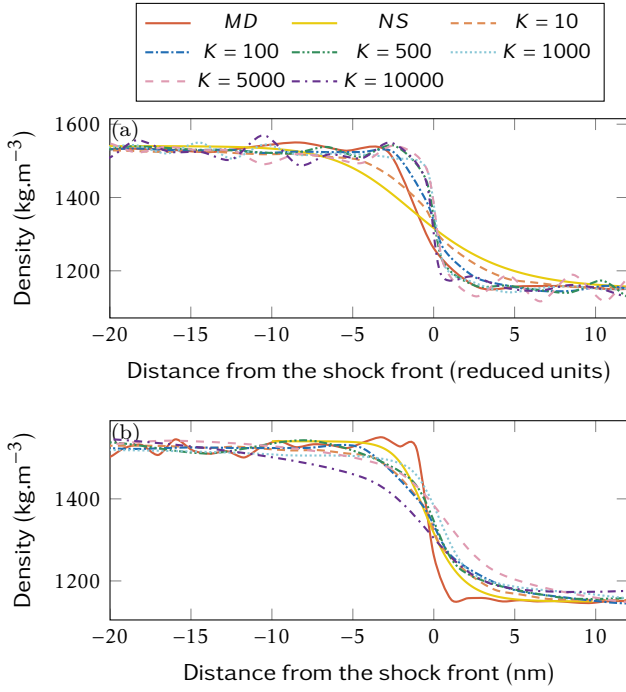 MD NS K = 10
K = 100 K = 500 K = 1000
K = 5000 K = 10000
(a)
1600
1400
1200
Density (kg.m−3)
−20 −15 −10 −5 0 5 10
Distance from the shock front (reduced units)
(b)
1400
1200
Density (kg.m−3)
−20 −15 −10 −5 0 5 10
Distance from the shock front (nm)